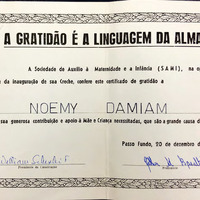 A GRATIDÃO É A LINGUAGEM DA ALMA
A Sociedade de Auxílio à Maternidade e a Infância (SAMI), na o
da inauguração de sua Creche, confere este certificado de gratidão a
NOEMY DAMIAM
sua generosa contribuição e apoio à Mãe e Criança necessitadas, que são a grande causa d
Passo Fundo, 20 de dezembro d